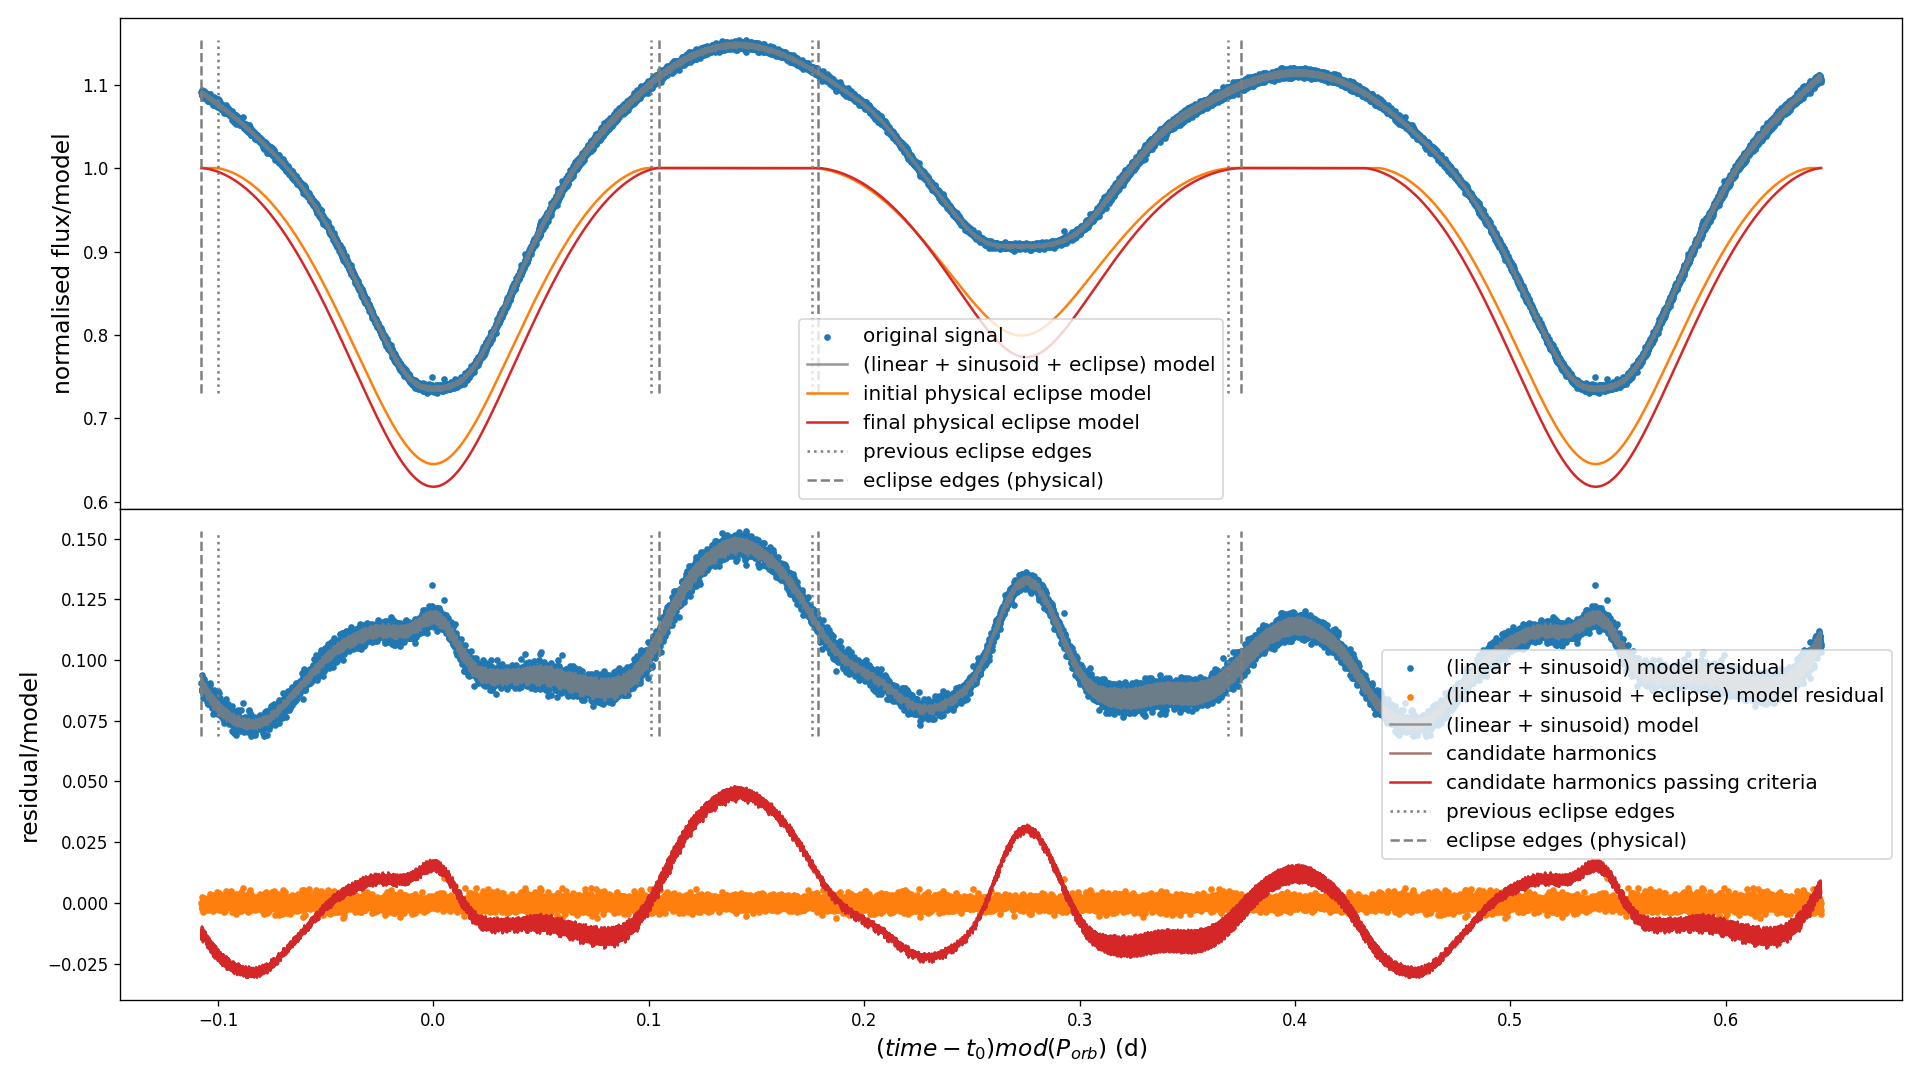 normalised flux/model
1.1
1.0
0.9
0.8
0.7
0.6
original signal
(linear + sinusoid + eclipse) model
initial physical eclipse model
final physical eclipse model
previous eclipse edges
eclipse edges (physical)
residual/model
0.150
0.125
0.100
0.075
0.050
0.025
0.000
−0.025
(linear + sinusoid) model residual
(linear + sinusoid + eclipse) model residual
(linear + sinusoid) model
candidate harmonics
candidate harmonics passing criteria
previous eclipse edges
eclipse edges (physical)
−0.1 0.0 0.1 0.2 0.3 0.4 0.5 0.6
(time − t₀)mod(P_orb) (d)